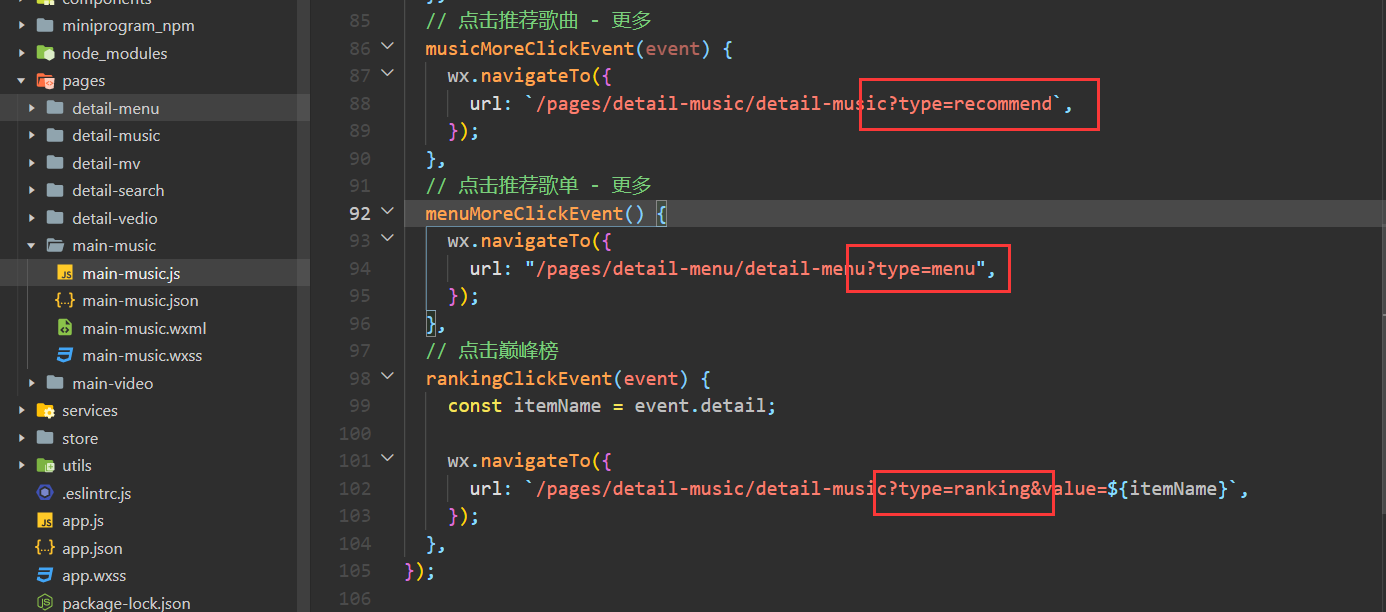 components
miniprogram_npm
node_modules
pages
detail-menu
detail-music
detail-mv
detail-search
detail-vedio
main-music
main-music.js
main-music.json
main-music.wxml
main-music.wxss
main-video
services
store
utils
.eslintrc.js
app.js
app.json
app.wxss
package-lock.json
85 // 点击推荐歌曲 - 更多
86 musicMoreClickEvent(event) {
87 wx.navigateTo({
88 url: `/pages/detail-music/detail-music?type=recommend`,
89 });
90 },
91 // 点击推荐歌单 - 更多
92 menuMoreClickEvent() {
93 wx.navigateTo({
94 url: "/pages/detail-menu/detail-menu?type=menu",
95 });
96 },
97 // 点击巅峰榜
98 rankingClickEvent(event) {
99 const itemName = event.detail;
100
101 wx.navigateTo({
102 url: `/pages/detail-music/detail-music?type=ranking&value=${itemName}`,
103 });
104 },
105 });
106